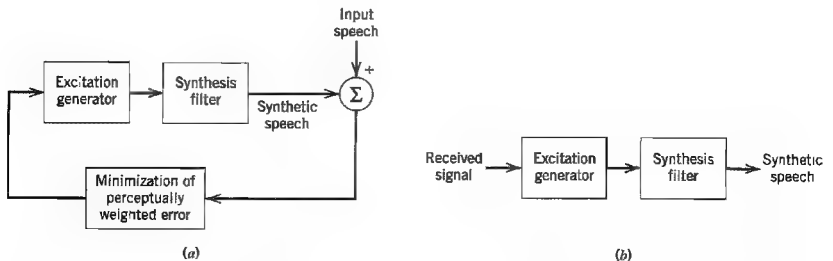 Input
speech
+
Excitation
generator
Synthesis
filter
Σ
Synthetic
speech
Minimization of
perceptually
weighted error
(a)
Received
signal
Excitation
generator
Synthesis
filter
Synthetic
speech
(b)